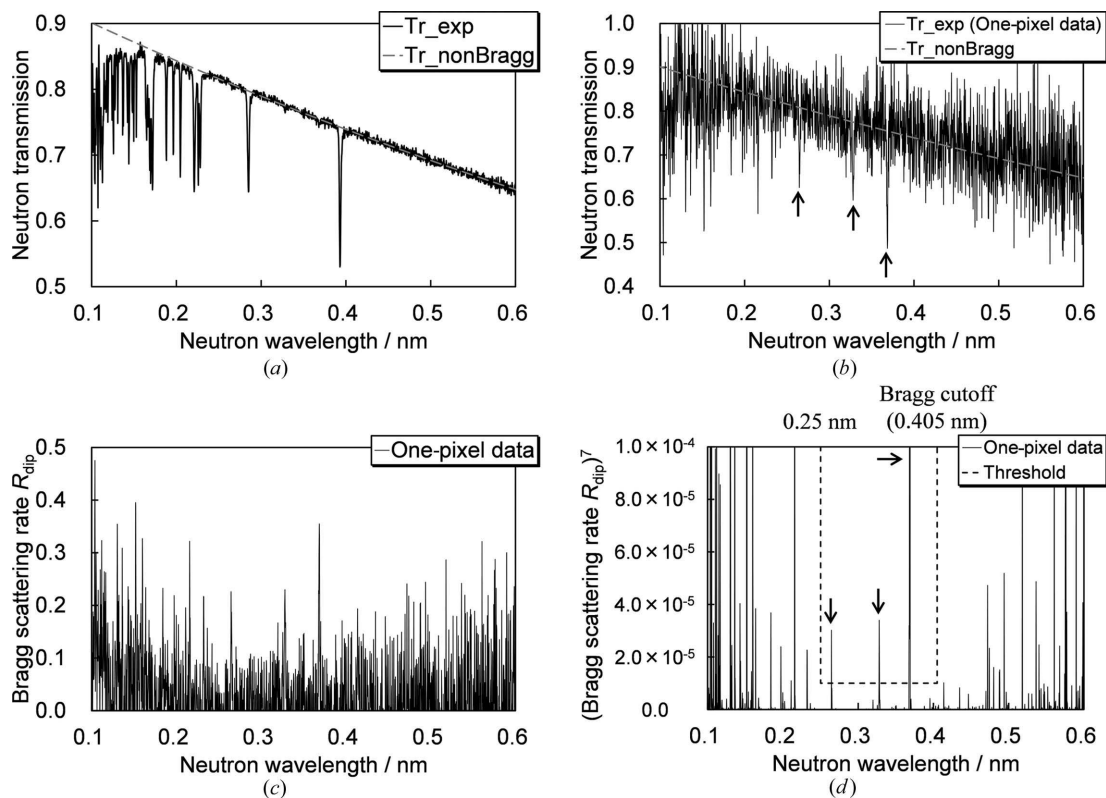 0.9
0.8
0.7
0.6
0.5
Neutron transmission
Tr_exp
Tr_nonBragg
0.1 0.2 0.3 0.4 0.5 0.6
Neutron wavelength / nm
(a)
1.0
0.9
0.8
0.7
0.6
0.5
0.4
Neutron transmission
Tr_exp (One-pixel data)
Tr_nonBragg
0.1 0.2 0.3 0.4 0.5 0.6
Neutron wavelength / nm
(b)
0.5
0.4
0.3
0.2
0.1
0.0
Bragg scattering rate R_dip
One-pixel data
0.1 0.2 0.3 0.4 0.5 0.6
Neutron wavelength / nm
(c)
Bragg cutoff
0.25 nm (0.405 nm)
1.0 × 10⁻⁴
8.0 × 10⁻⁵
6.0 × 10⁻⁵
4.0 × 10⁻⁵
2.0 × 10⁻⁵
0.0
(Bragg scattering rate R_dip)⁷
One-pixel data
Threshold
0.1 0.2 0.3 0.4 0.5 0.6
Neutron wavelength / nm
(d)